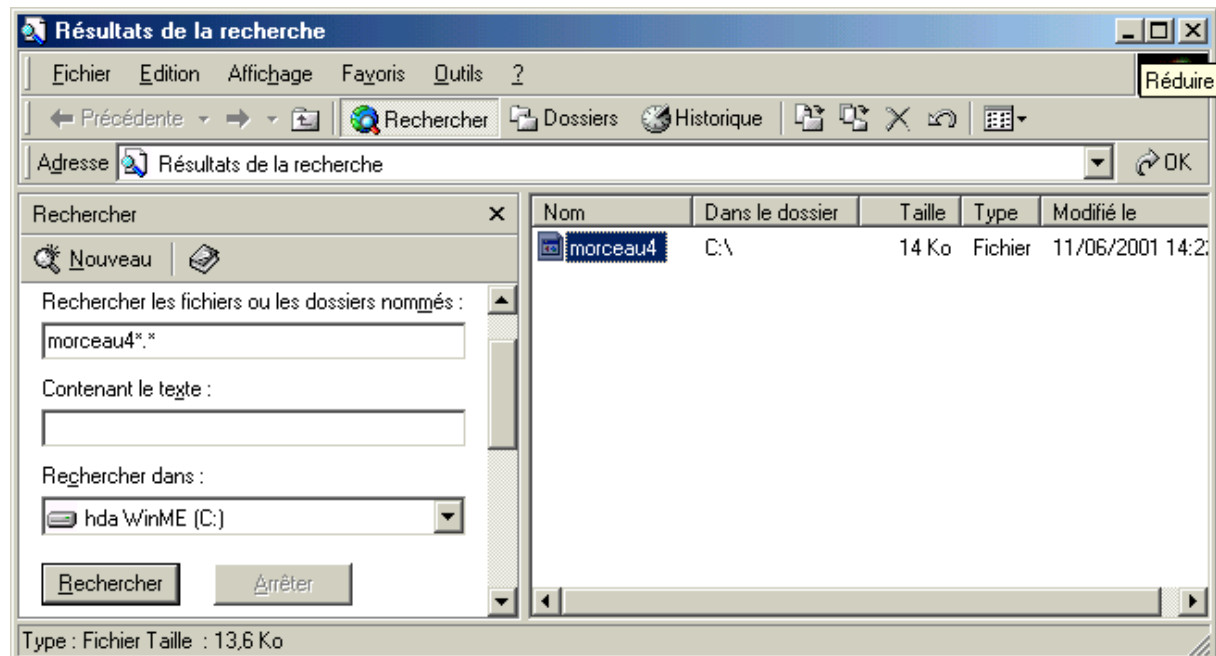 Résultats de la recherche
Fichier Edition Affichage Favoris Outils ?
Réduire
Précédente Rechercher Dossiers Historique
Adresse Résultats de la recherche OK
Rechercher
Nouveau
Rechercher les fichiers ou les dossiers nommés :
morceau4*.*
Contenant le texte :
Rechercher dans :
hda WinME (C:)
Rechercher Arrêter
Nom Dans le dossier Taille Type Modifié le
morceau4 C:\ 14 Ko Fichier 11/06/2001 14:2
Type : Fichier Taille : 13,6 Ko